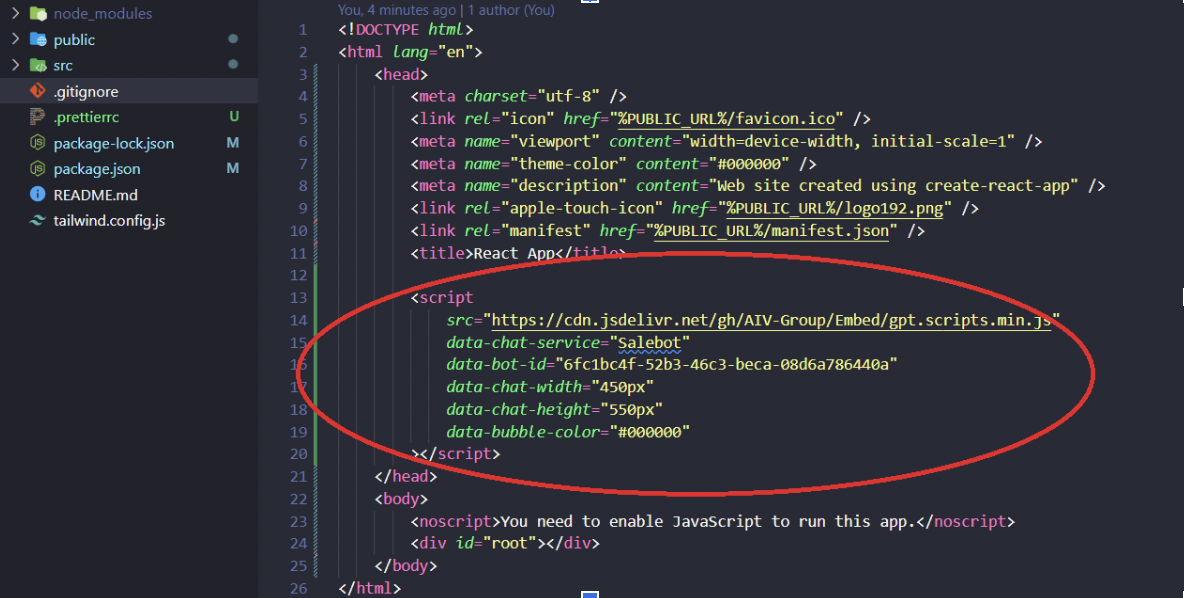 node_modules
public
src
.gitignore
.prettierrc U
package-lock.json M
package.json M
README.md
tailwind.config.js
You, 4 minutes ago | 1 author (You)
1 <!DOCTYPE html>
2 <html lang="en">
3 <head>
4 <meta charset="utf-8" />
5 <link rel="icon" href="%PUBLIC_URL%/favicon.ico" />
6 <meta name="viewport" content="width=device-width, initial-scale=1" />
7 <meta name="theme-color" content="#000000" />
8 <meta name="description" content="Web site created using create-react-app" />
9 <link rel="apple-touch-icon" href="%PUBLIC_URL%/logo192.png" />
10 <link rel="manifest" href="%PUBLIC_URL%/manifest.json" />
11 <title>React App</title>
12
13 <script
14 src="https://cdn.jsdelivr.net/gh/AIV-Group/Embed/gpt.scripts.min.js"
15 data-chat-service="Salebot"
16 data-bot-id="6fc1bc4f-52b3-46c3-beca-08d6a786440a"
17 data-chat-width="450px"
18 data-chat-height="550px"
19 data-bubble-color="#000000"
20 ></script>
21 </head>
22 <body>
23 <noscript>You need to enable JavaScript to run this app.</noscript>
24 <div id="root"></div>
25 </body>
26 </html>